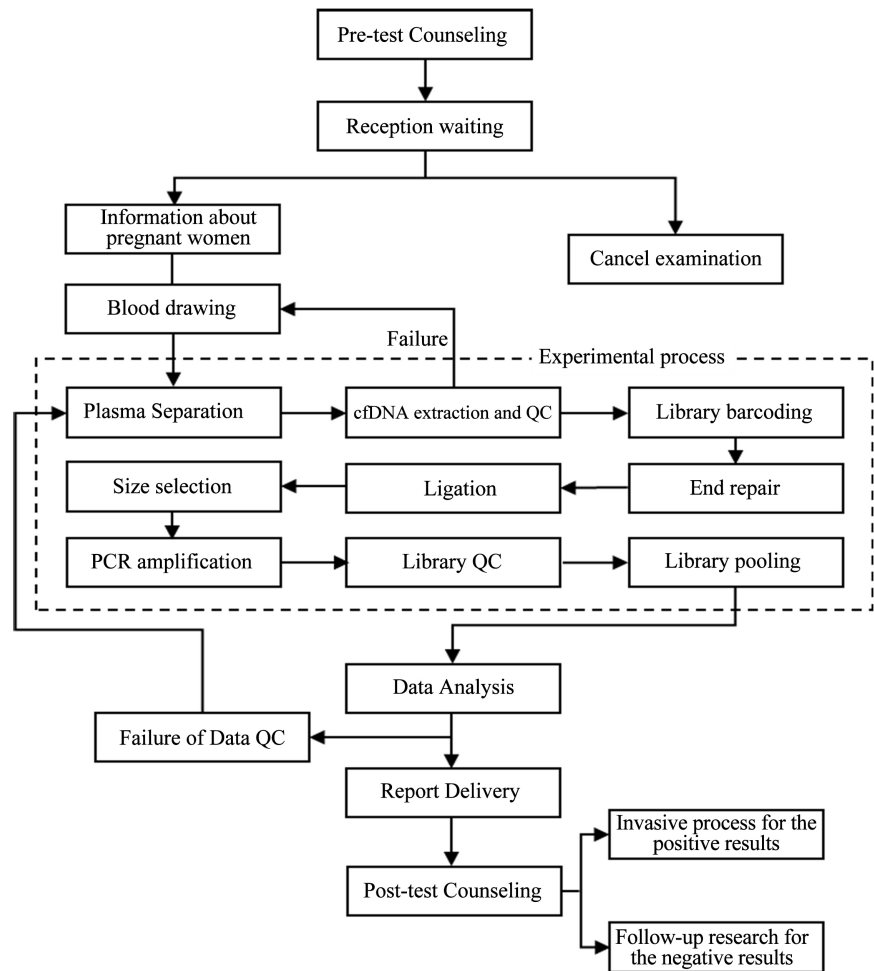 Pre-test Counseling
Reception waiting
Information about
pregnant women
Cancel examination
Blood drawing
Failure
Experimental process
Plasma Separation
cfDNA extraction and QC
Library barcoding
Size selection
Ligation
End repair
PCR amplification
Library QC
Library pooling
Data Analysis
Failure of Data QC
Report Delivery
Invasive process for the
positive results
Post-test Counseling
Follow-up research for
the negative results